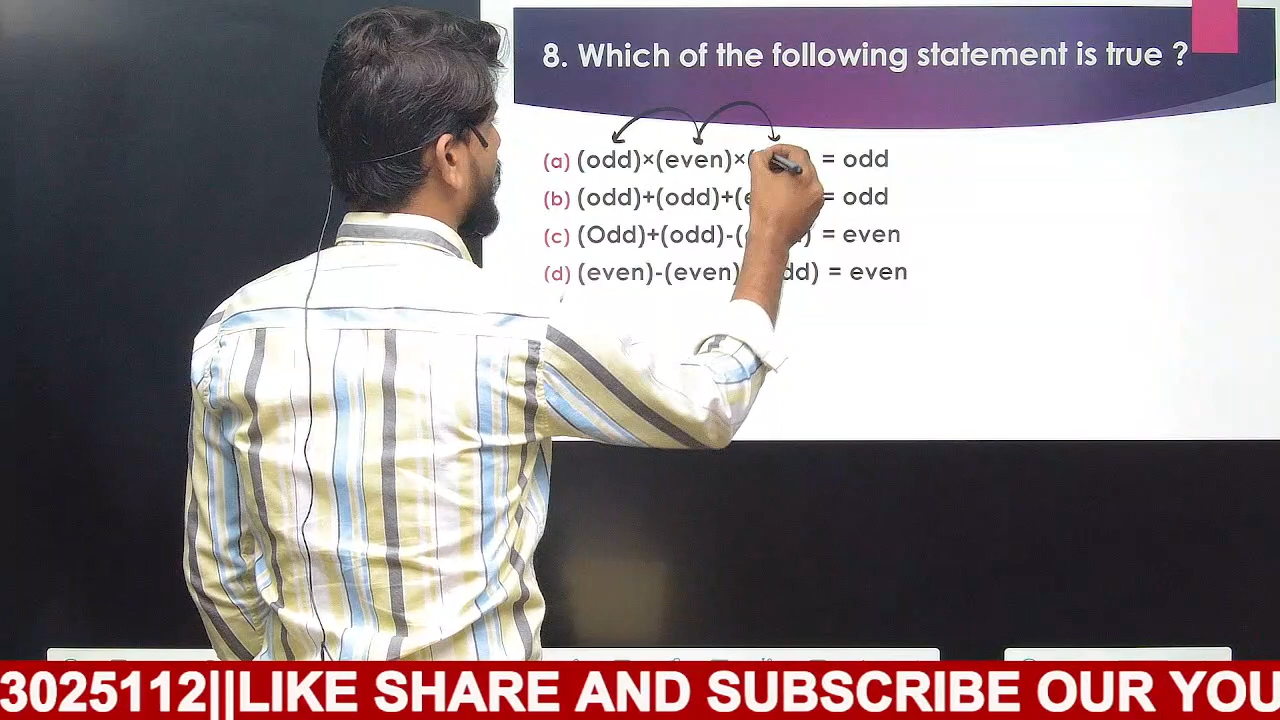 8. Which of the following statement is true ?
(a) (odd)×(even)×( = odd
(b) (odd)+(odd)+(e = odd
(c) (Odd)+(odd)-( ) = even
(d) (even)-(even) dd) = even
3025112||LIKE SHARE AND SUBSCRIBE OUR YOU